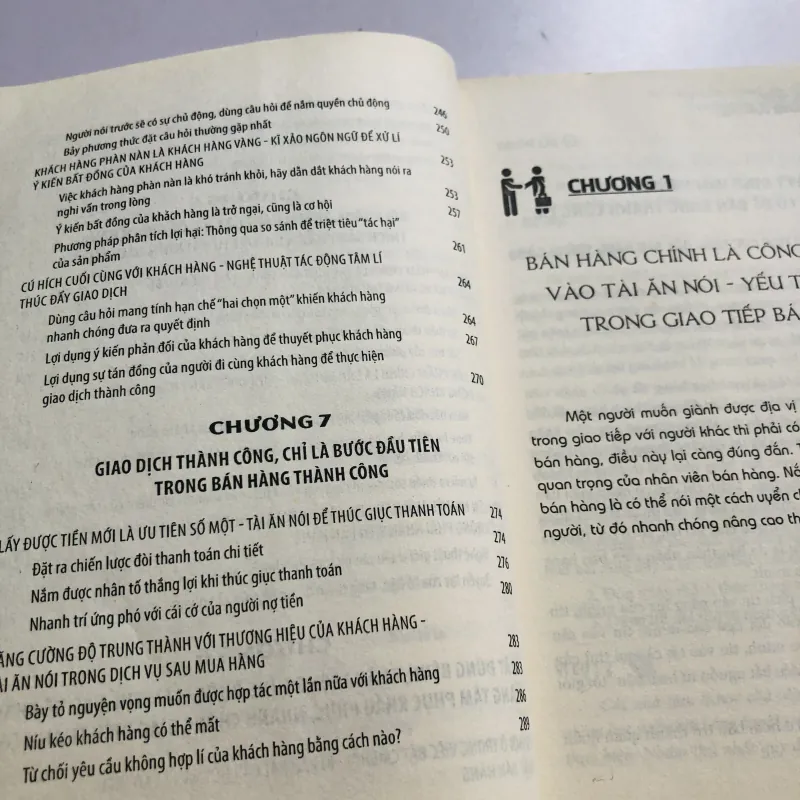 Người nói trước sẽ có sự chủ động, dùng câu hỏi để nắm quyền chủ động 246
Bảy phương thức đặt câu hỏi thường gặp nhất 250
KHÁCH HÀNG PHÀN NÀN LÀ KHÁCH HÀNG VÀNG - KĨ XẢO NGÔN NGỮ ĐỂ XỬ LÍ
Ý KIẾN BẤT ĐỒNG CỦA KHÁCH HÀNG 253
Việc khách hàng phàn nàn là khó tránh khỏi, hãy dẫn dắt khách hàng nói ra
nghi vấn trong lòng 253
Ý kiến bất đồng của khách hàng là trở ngại, cũng là cơ hội 257
Phương pháp phân tích lợi hại: Thông qua so sánh để triệt tiêu "tác hại"
của sản phẩm 261
CÚ HÍCH CUỐI CÙNG VỚI KHÁCH HÀNG - NGHỆ THUẬT TÁC ĐỘNG TÂM LÍ
THÚC ĐẨY GIAO DỊCH 264
Dùng câu hỏi mang tính hạn chế "hai chọn một" khiến khách hàng
nhanh chóng đưa ra quyết định 264
Lợi dụng ý kiến phản đối của khách hàng để thuyết phục khách hàng 267
Lợi dụng sự tán đồng của người đi cùng khách hàng để thực hiện
giao dịch thành công 270
CHƯƠNG 7
GIAO DỊCH THÀNH CÔNG, CHỈ LÀ BƯỚC ĐẦU TIÊN
TRONG BÁN HÀNG THÀNH CÔNG
LẤY ĐƯỢC TIỀN MỚI LÀ ƯU TIÊN SỐ MỘT - TÀI ĂN NÓI ĐỂ THÚC GIỤC THANH TOÁN 274
Đặt ra chiến lược đòi thanh toán chi tiết 274
Nắm được nhân tố thắng lợi khi thúc giục thanh toán 276
Nhanh trí ứng phó với cái cớ của người nợ tiền 280
ĂNG CƯỜNG ĐỘ TRUNG THÀNH VỚI THƯƠNG HIỆU CỦA KHÁCH HÀNG -
ÀI ĂN NÓI TRONG DỊCH VỤ SAU MUA HÀNG 283
Bày tỏ nguyện vọng muốn được hợp tác một lần nữa với khách hàng 283
Níu kéo khách hàng có thể mất 286
Từ chối yêu cầu không hợp lí của khách hàng bằng cách nào? 289
CHƯƠNG 1
BÁN HÀNG CHÍNH LÀ CÔNG
VÀO TÀI ĂN NÓI - YẾU T
TRONG GIAO TIẾP BÁ
Một người muốn giành được địa vị
trong giao tiếp với người khác thì phải có
bán hàng, điều này lại càng đúng đắn. T
quan trọng của nhân viên bán hàng. Nắ
bán hàng là có thể nói một cách uyển ch
người, từ đó nhanh chóng nâng cao th